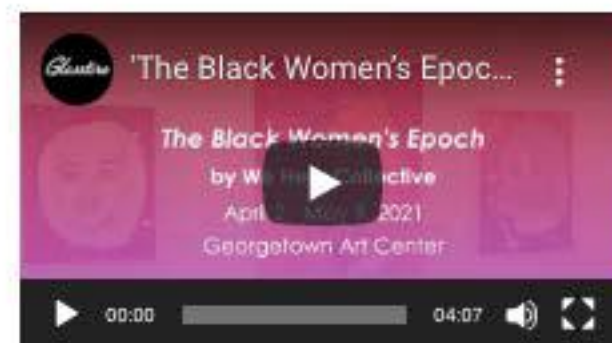 Glasstire 'The Black Women's Epoc...
The Black Women's Epoch
by We Collective
April 2021
Georgetown Art Center
00:00 04:07